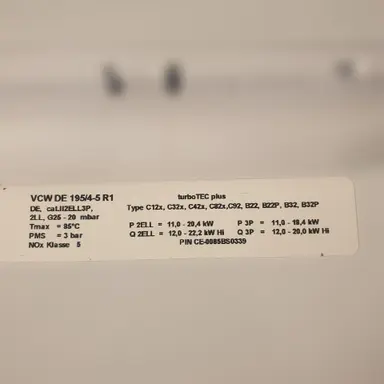 VCW DE 195/4-5 R1
turboTEC plus
DE, cat.II2ELL3P,
Type C12x, C32x, C42x, C82x,C92, B22, B22P, B32, B32P
2LL, G25 - 20 mbar
Tmax = 85°C
P 2ELL = 11,0 - 20,4 kW P 3P = 11,0 - 18,4 kW
PMS = 3 bar
Q 2ELL = 12,0 - 22,2 kW Hi Q 3P = 12,0 - 20,0 kW Hi
NOx Klasse 5
PIN CE-0085BS0339